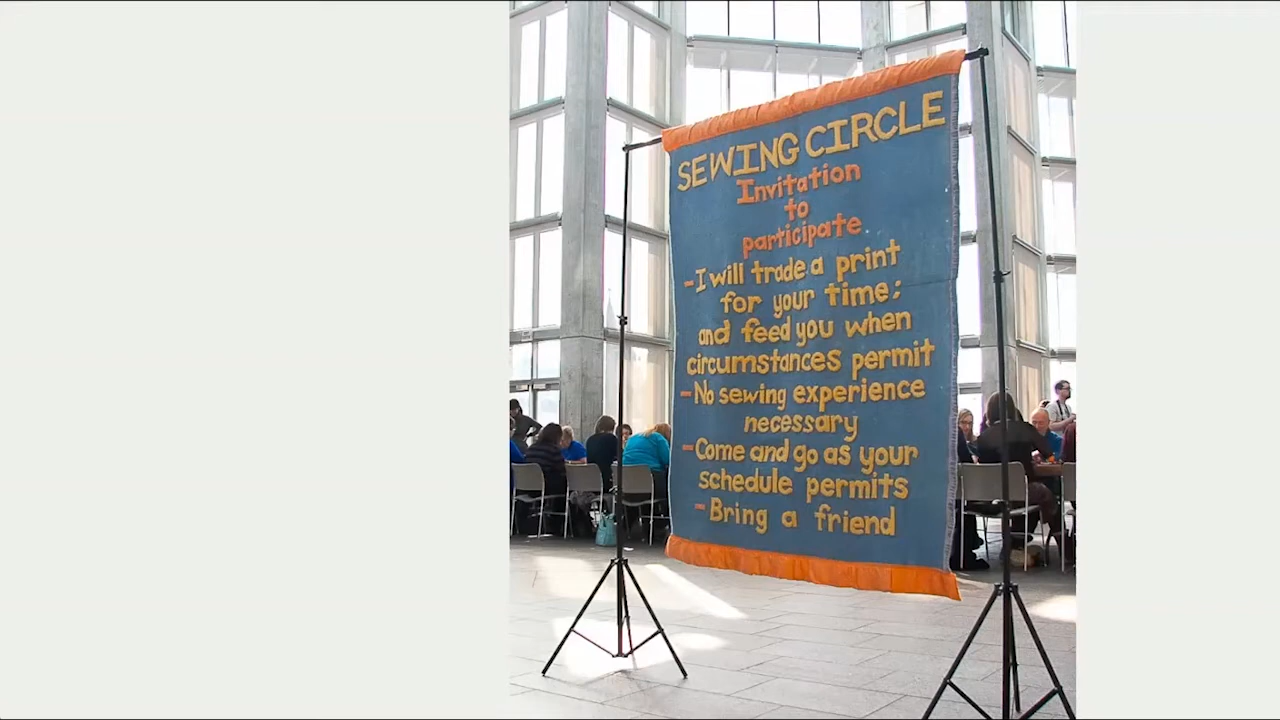 SEWING CIRCLE
Invitation
to
participate
-I will trade a print
for your time;
and feed you when
circumstances permit
-No sewing experience
necessary
-Come and go as your
schedule permits
-Bring a friend